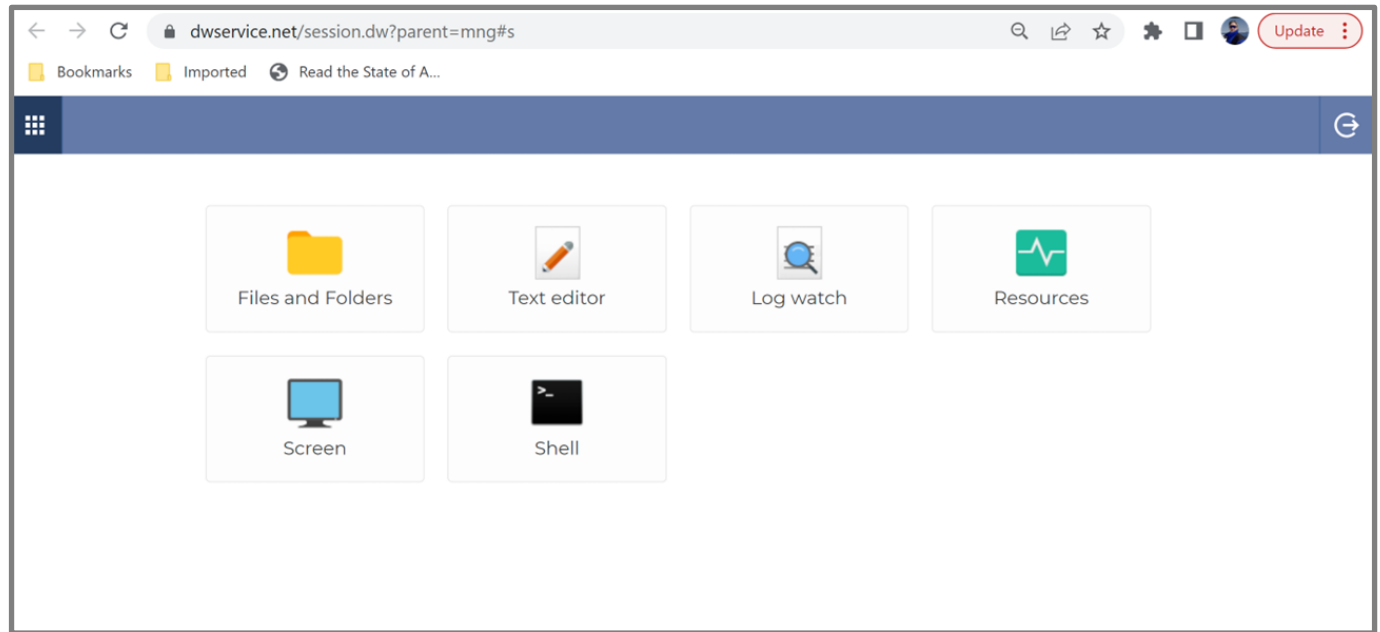 dwservice.net/session.dw?parent=mng#s
Update
Bookmarks Imported Read the State of A...
Files and Folders Text editor Log watch Resources
>_
Screen Shell